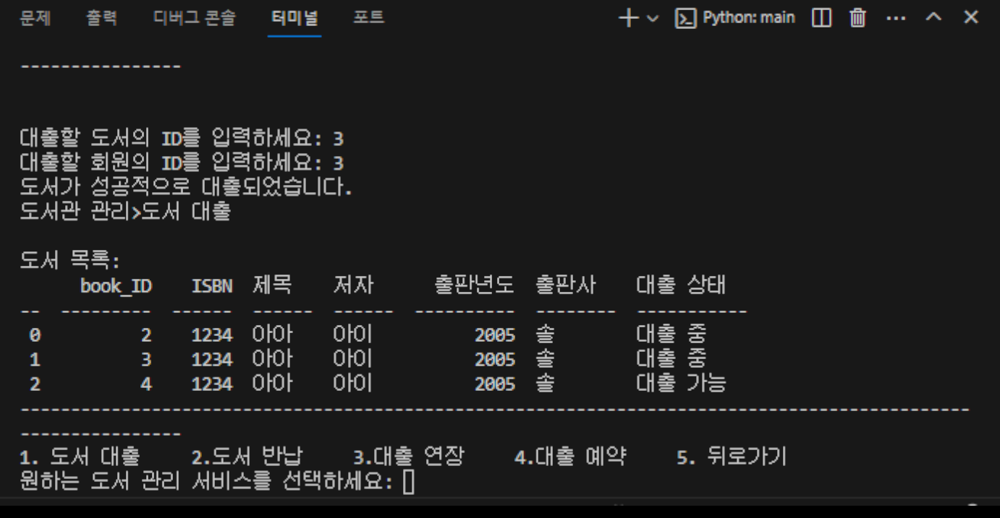 문제 출력 디버그 콘솔 터미널 포트 Python: main
----------------
대출할 도서의 ID를 입력하세요: 3
대출할 회원의 ID를 입력하세요: 3
도서가 성공적으로 대출되었습니다.
도서관 관리>도서 대출
도서 목록:
book_ID ISBN 제목 저자 출판년도 출판사 대출 상태
-- --------- ------ ------ ------ ---------- -------- -----------
0 2 1234 아아 아이 2005 솔 대출 중
1 3 1234 아아 아이 2005 솔 대출 중
2 4 1234 아아 아이 2005 솔 대출 가능
----------------------------------------------------------------------------------------------
----------------
1. 도서 대출 2.도서 반납 3.대출 연장 4.대출 예약 5. 뒤로가기
원하는 도서 관리 서비스를 선택하세요: